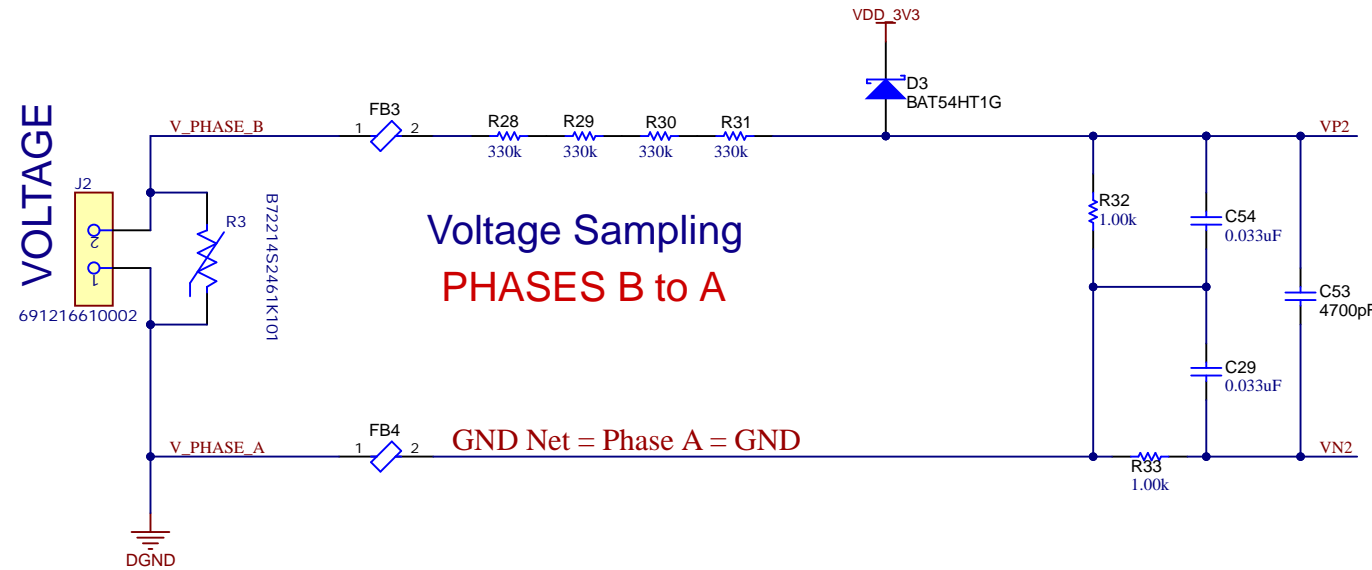 VDD_3V3
D3
BAT54HT1G
VOLTAGE
V_PHASE_B
FB3
1
2
R28
330k
R29
330k
R30
330k
R31
330k
VP2
J2
2
1
691216610002
R3
B72214S2461K101
Voltage Sampling
PHASES B to A
R32
1.00k
C54
0.033uF
C53
4700pF
C29
0.033uF
V_PHASE_A
FB4
1
2
GND Net = Phase A = GND
R33
1.00k
VN2
DGND